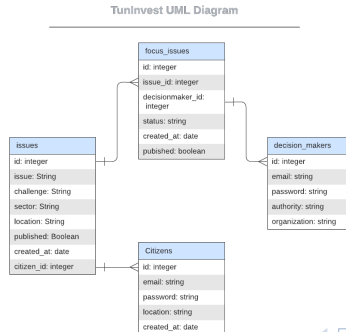 TunInvest UML Diagram
focus_issues
id: integer
issue_id: integer
decisionmaker_id:
integer
status: string
created_at: date
pubished: boolean
issues
id: integer
issue: String
challenge: String
sector: String
location: String
published: Boolean
created_at: date
citizen_id: integer
decision_makers
id: integer
email: string
password: string
authority: string
organization: string
Citizens
id: integer
email: string
password: string
location: string
created_at: date